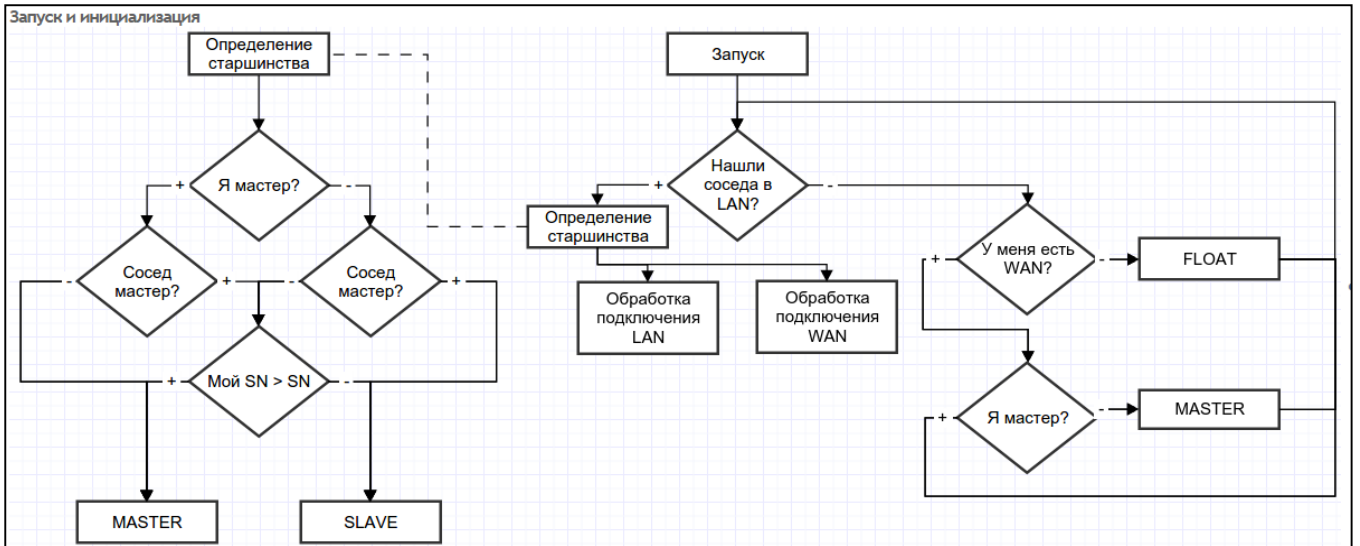 Запуск и инициализация
Определение
старшинства
Запуск
Я мастер?
+
-
Нашли
соседа в
LAN?
+
-
Определение
старшинства
Сосед
мастер?
-
+
Сосед
мастер?
-
+
У меня есть
WAN?
+
-
FLOAT
Обработка
подключения
LAN
Обработка
подключения
WAN
Мой SN > SN
+
-
Я мастер?
+
-
MASTER
MASTER
SLAVE